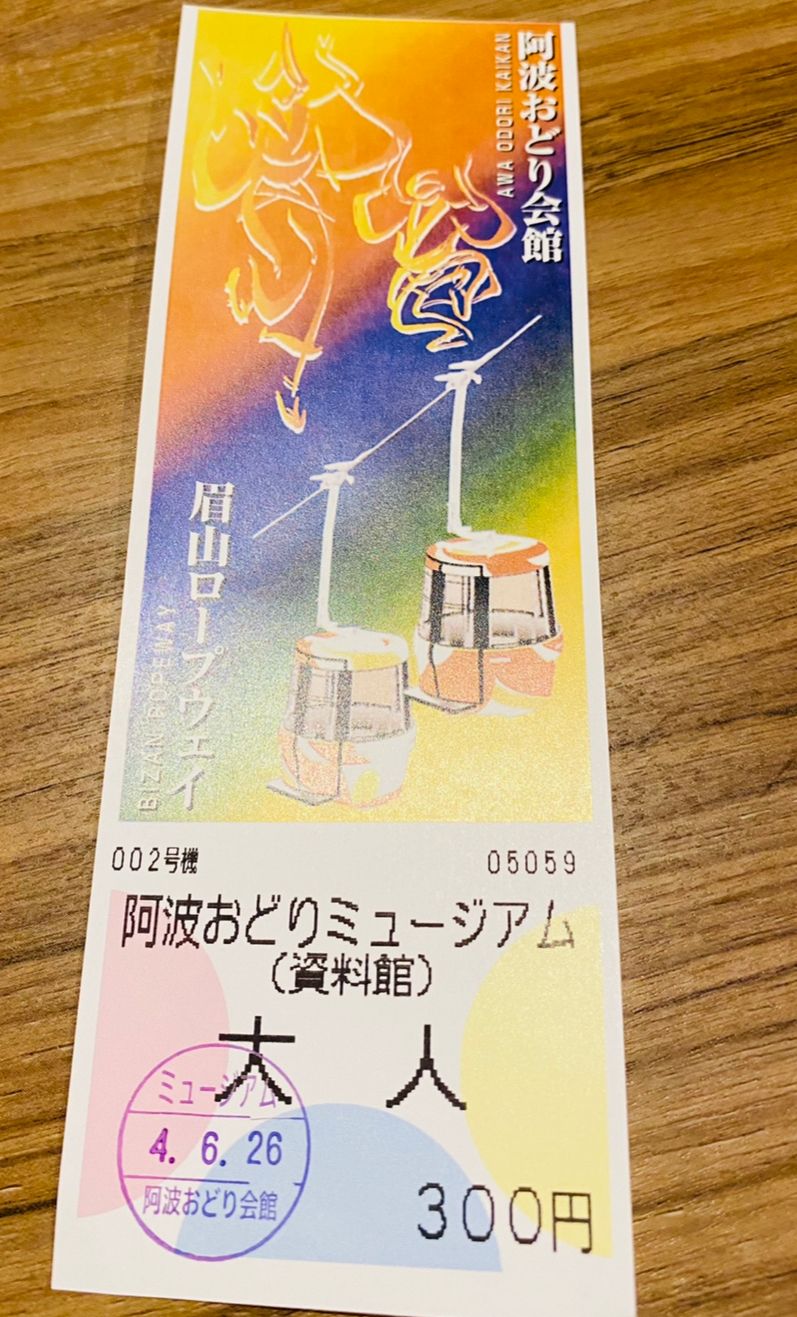 阿波おどり会館
AWA ODORI KAIKAN
眉山ロープウェイ
BIZAN ROPEWAY
002号機 05059
阿波おどりミュージアム
(資料館)
大 人
ミュージアム
4. 6. 26
阿波おどり会館
300円